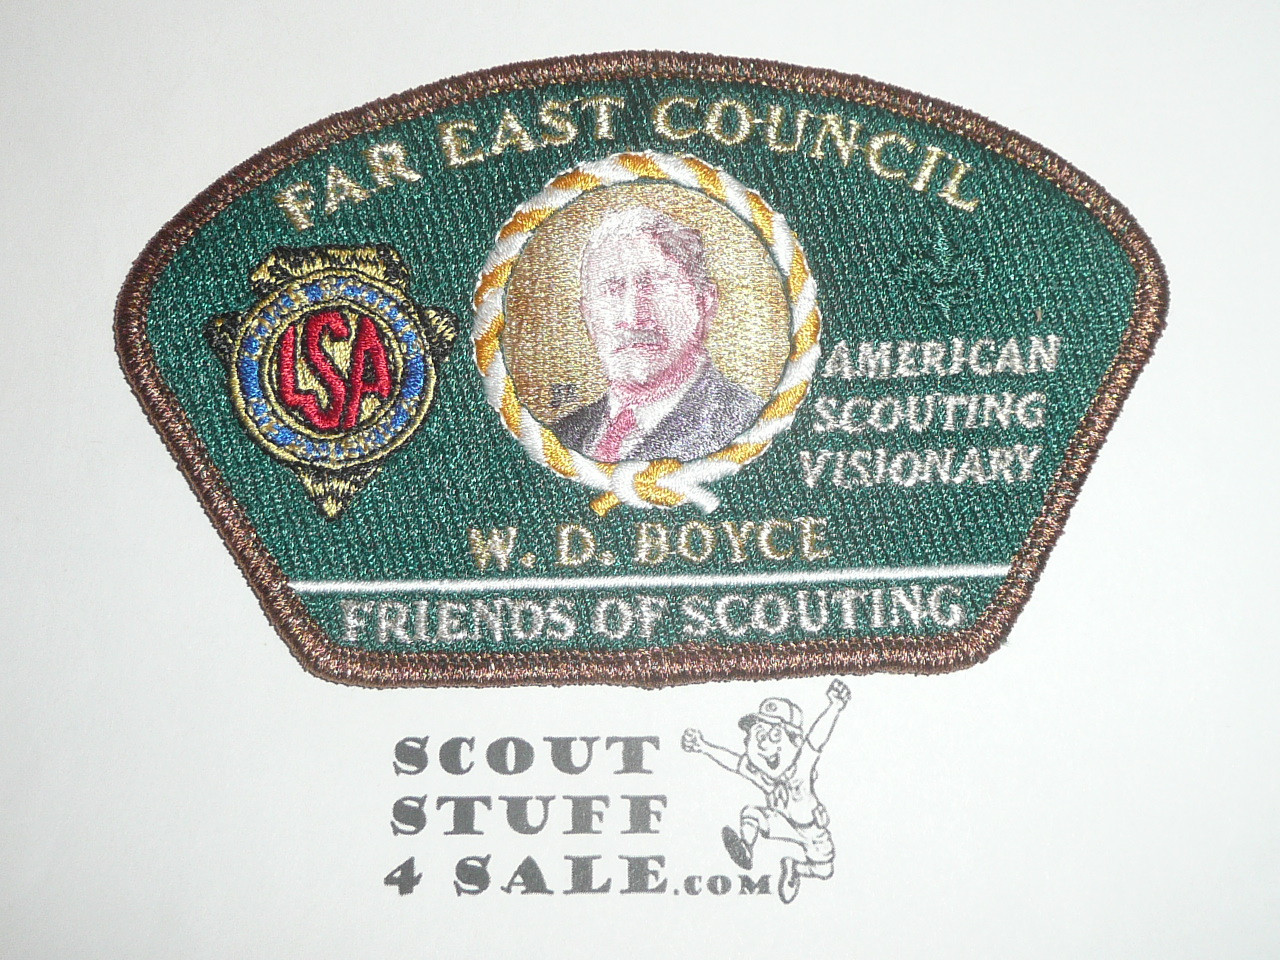 FAR EAST COUNCIL
LSA
AMERICAN
SCOUTING
VISIONARY
W. D. BOYCE
FRIENDS OF SCOUTING
SCOUT
STUFF
4 SALE.COM